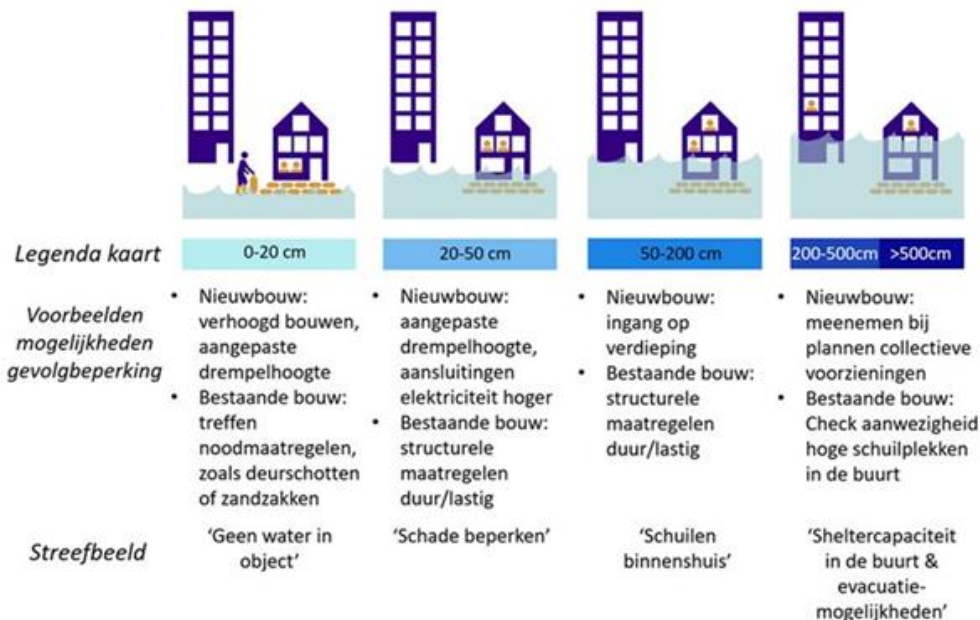 Legenda kaart
0-20 cm
20-50 cm
50-200 cm
200-500cm
>500cm
Voorbeelden
mogelijkheden
gevolgbeperking
• Nieuwbouw:
verhoogd bouwen,
aangepaste
drempelhoogte
• Bestaande bouw:
treffen
noodmaatregelen,
zoals deurschotten
of zandzakken
• Nieuwbouw:
aangepaste
drempelhoogte,
aansluitingen
elektriciteit hoger
• Bestaande bouw:
structurele
maatregelen
duur/lastig
• Nieuwbouw:
ingang op
verdieping
• Bestaande bouw:
structurele
maatregelen
duur/lastig
• Nieuwbouw:
meenemen bij
plannen collectieve
voorzieningen
• Bestaande bouw:
Check aanwezigheid
hoge schuilplekken
in de buurt
Streefbeeld
‘Geen water in
object’
‘Schade beperken’
‘Schuilen
binnenshuis’
‘Sheltercapaciteit
in de buurt &
evacuatie-
mogelijkheden’